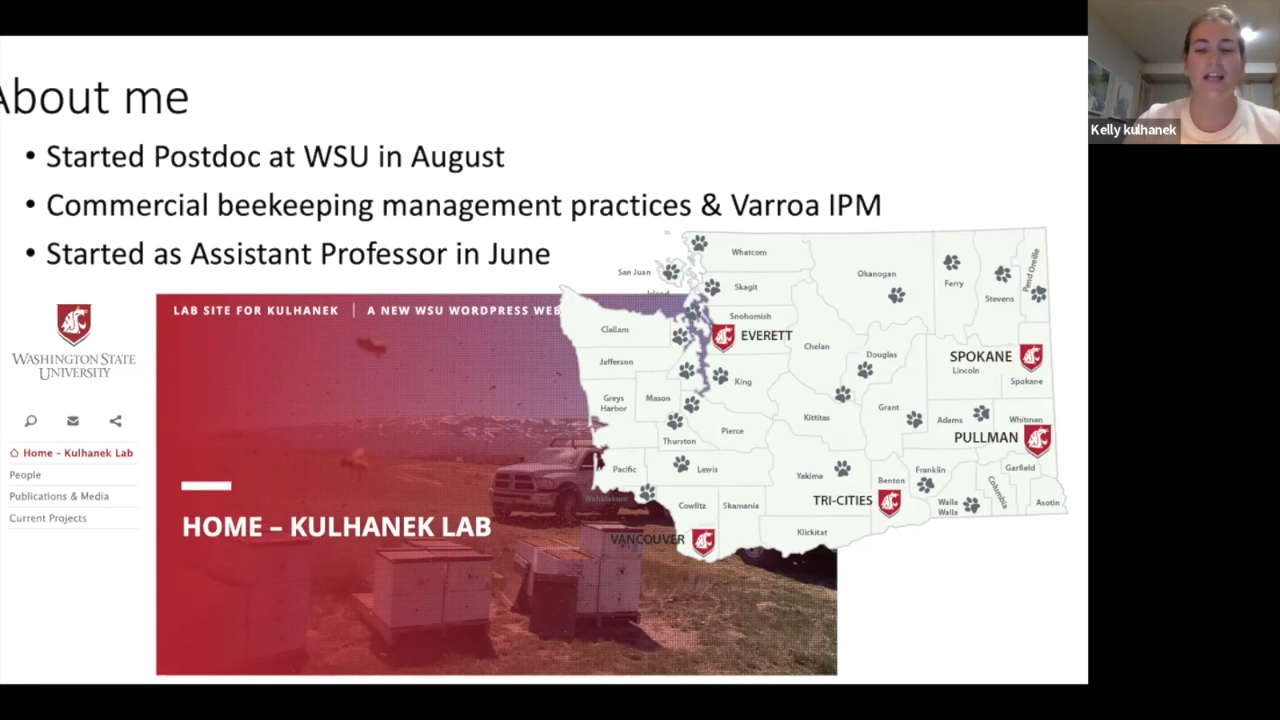 About me
• Started Postdoc at WSU in August
• Commercial beekeeping management practices & Varroa IPM
• Started as Assistant Professor in June
Kelly kulhanek
WASHINGTON STATE
UNIVERSITY
Home – Kulhanek Lab
People
Publications & Media
Current Projects
LAB SITE FOR KULHANEK | A NEW WSU WORDPRESS WEB
HOME – KULHANEK LAB
Whatcom
San Juan
Island
Skagit
Okanogan
Ferry
Stevens
Pend Oreille
Snohomish
Clallam
EVERETT
Chelan
Douglas
SPOKANE
Lincoln
Spokane
Jefferson
King
Greys
Harbor
Mason
Kittitas
Grant
Adams
Whitman
PULLMAN
Thurston
Pierce
Pacific
Lewis
Yakima
Benton
Franklin
Garfield
TRI-CITIES
Walla
Walla
Columbia
Asotin
Wahkiakum
Cowlitz
Skamania
Klickitat
VANCOUVER